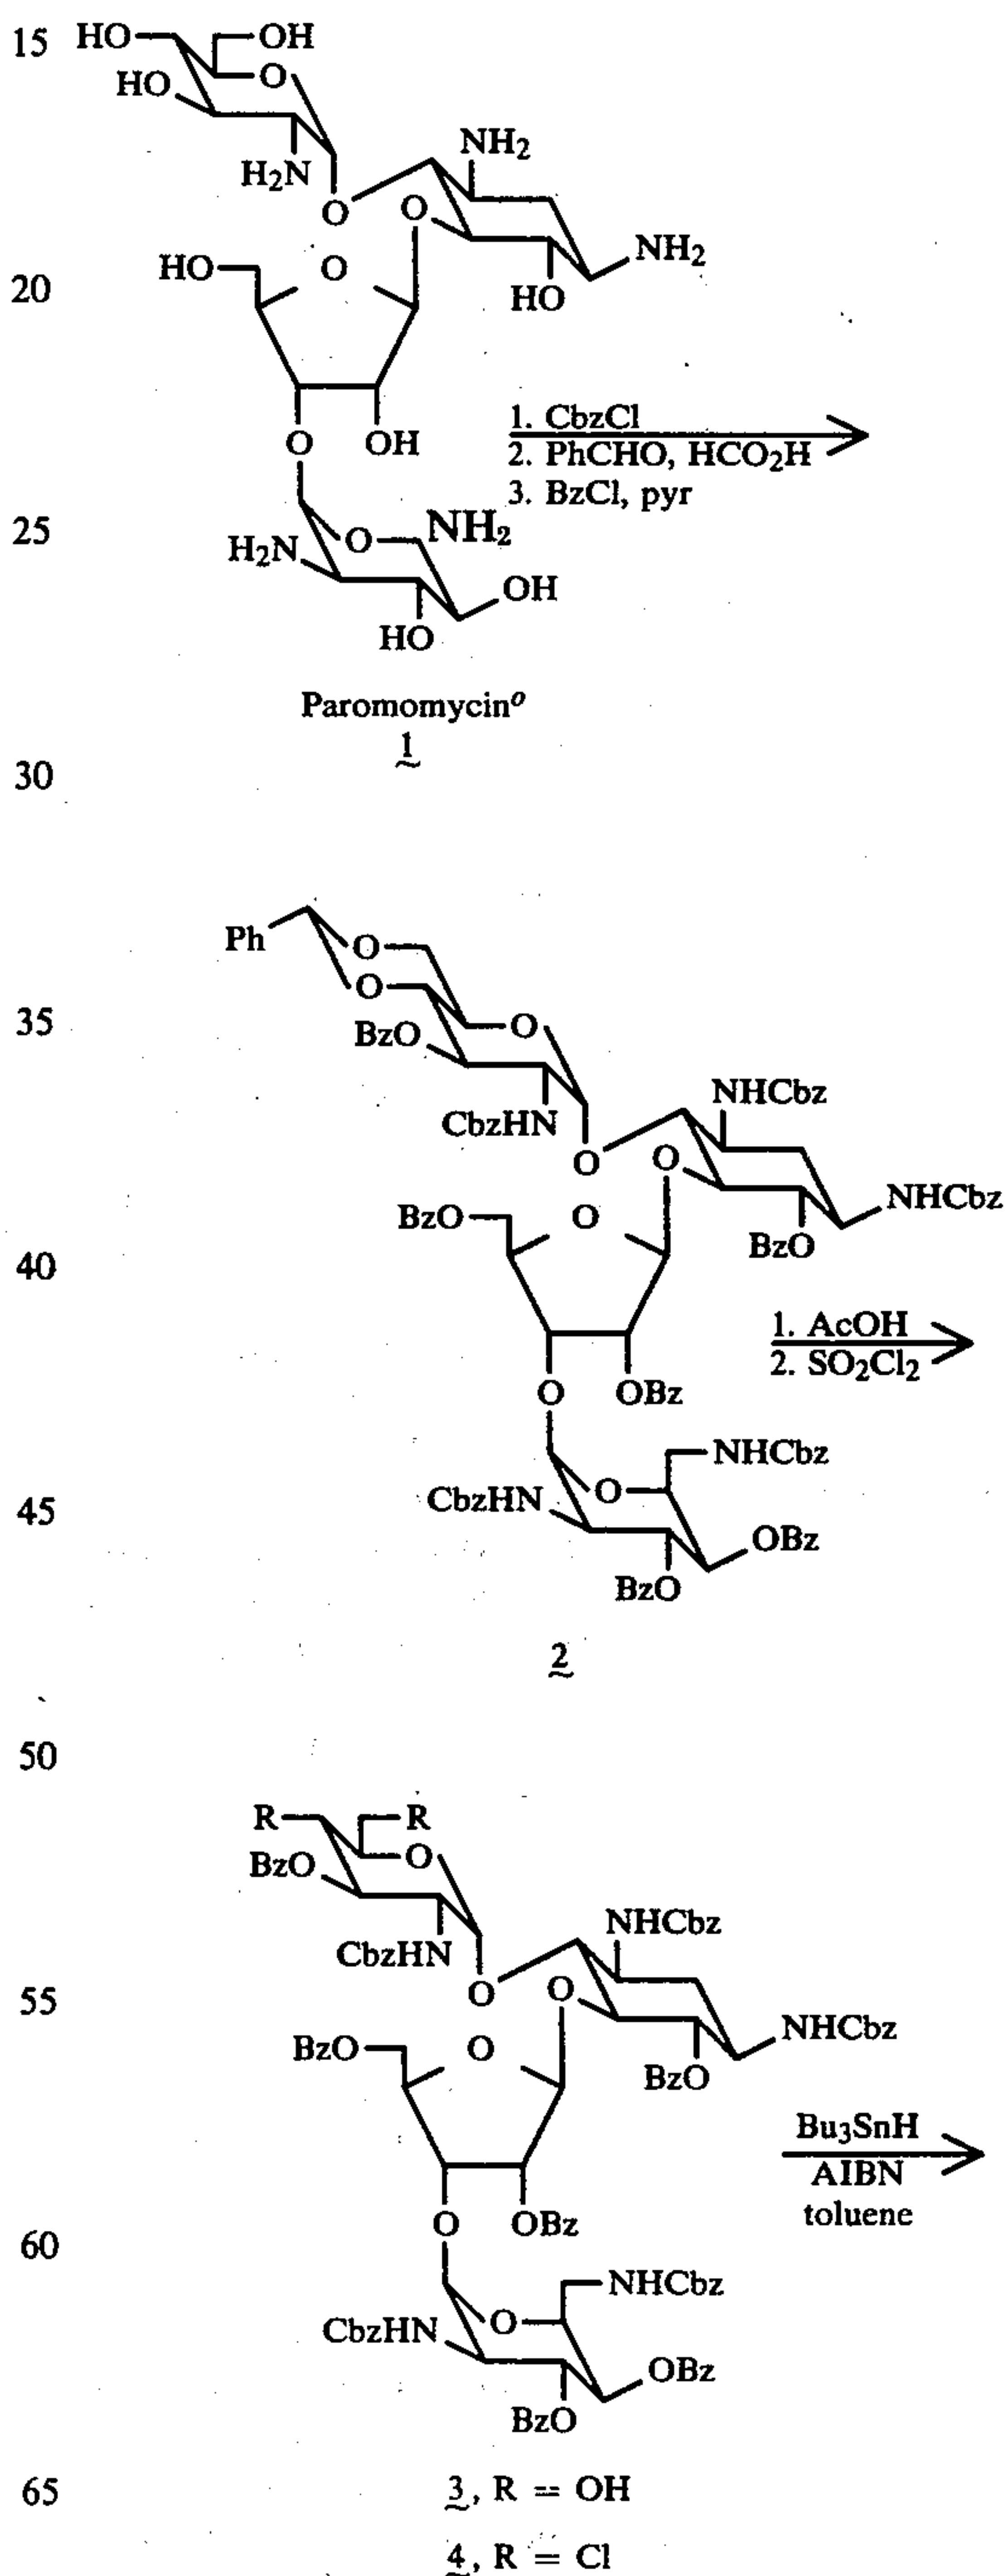 15 HO OH
HO O
H₂N NH₂
O O
NH₂
20 HO O HO
O OH
1. CbzCl
2. PhCHO, HCO₂H
3. BzCl, pyr
25 H₂N O NH₂
OH
HO
Paromomycinᵒ
1
30
Ph O
O
35 BzO O
NHCbz
CbzHN
O O
NHCbz
BzO O BzO
40
1. AcOH
2. SO₂Cl₂
O OBz
NHCbz
45 CbzHN O
OBz
BzO
2
50
R R
BzO O
NHCbz
CbzHN
55 O O
NHCbz
BzO O
BzO
Bu₃SnH
AIBN
toluene
60 O OBz
NHCbz
CbzHN O
OBz
BzO
65 3, R = OH
4, R = Cl